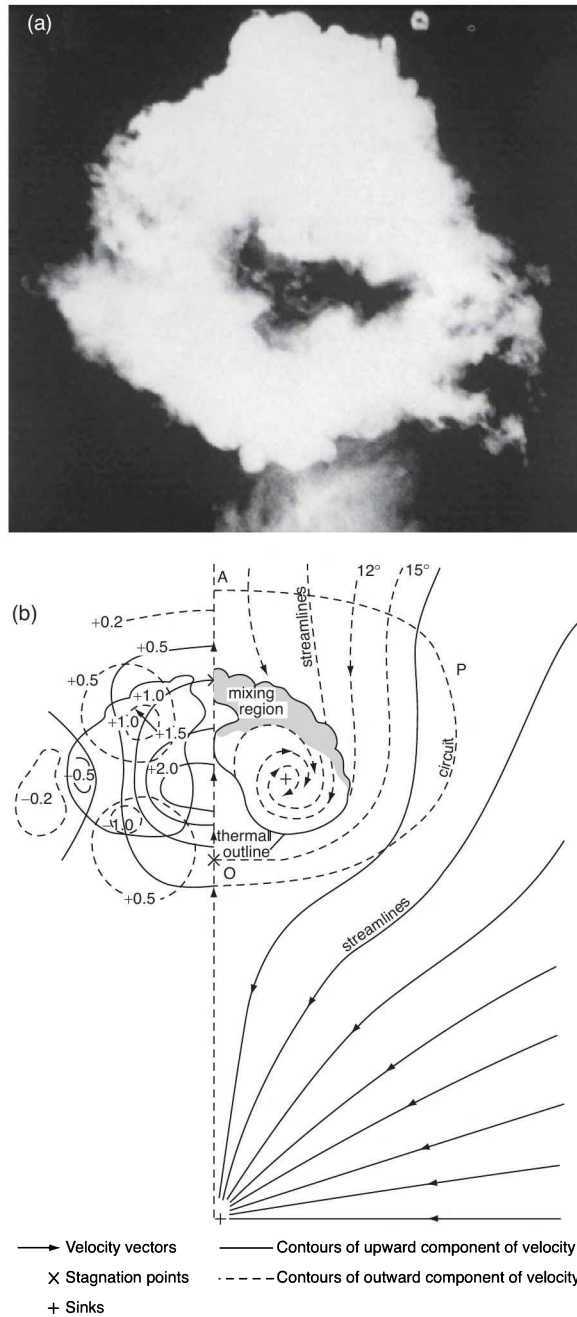 (a)
(b)
A
12°
15°
+0.2
streamlines
+0.5
P
+0.5
+1.0
mixing
region
+1.0
+1.5
circuit
+2.0
−0.5
−0.2
−1.0
thermal
outline
O
+0.5
streamlines
Velocity vectors
Contours of upward component of velocity
Stagnation points
Contours of outward component of velocity
Sinks